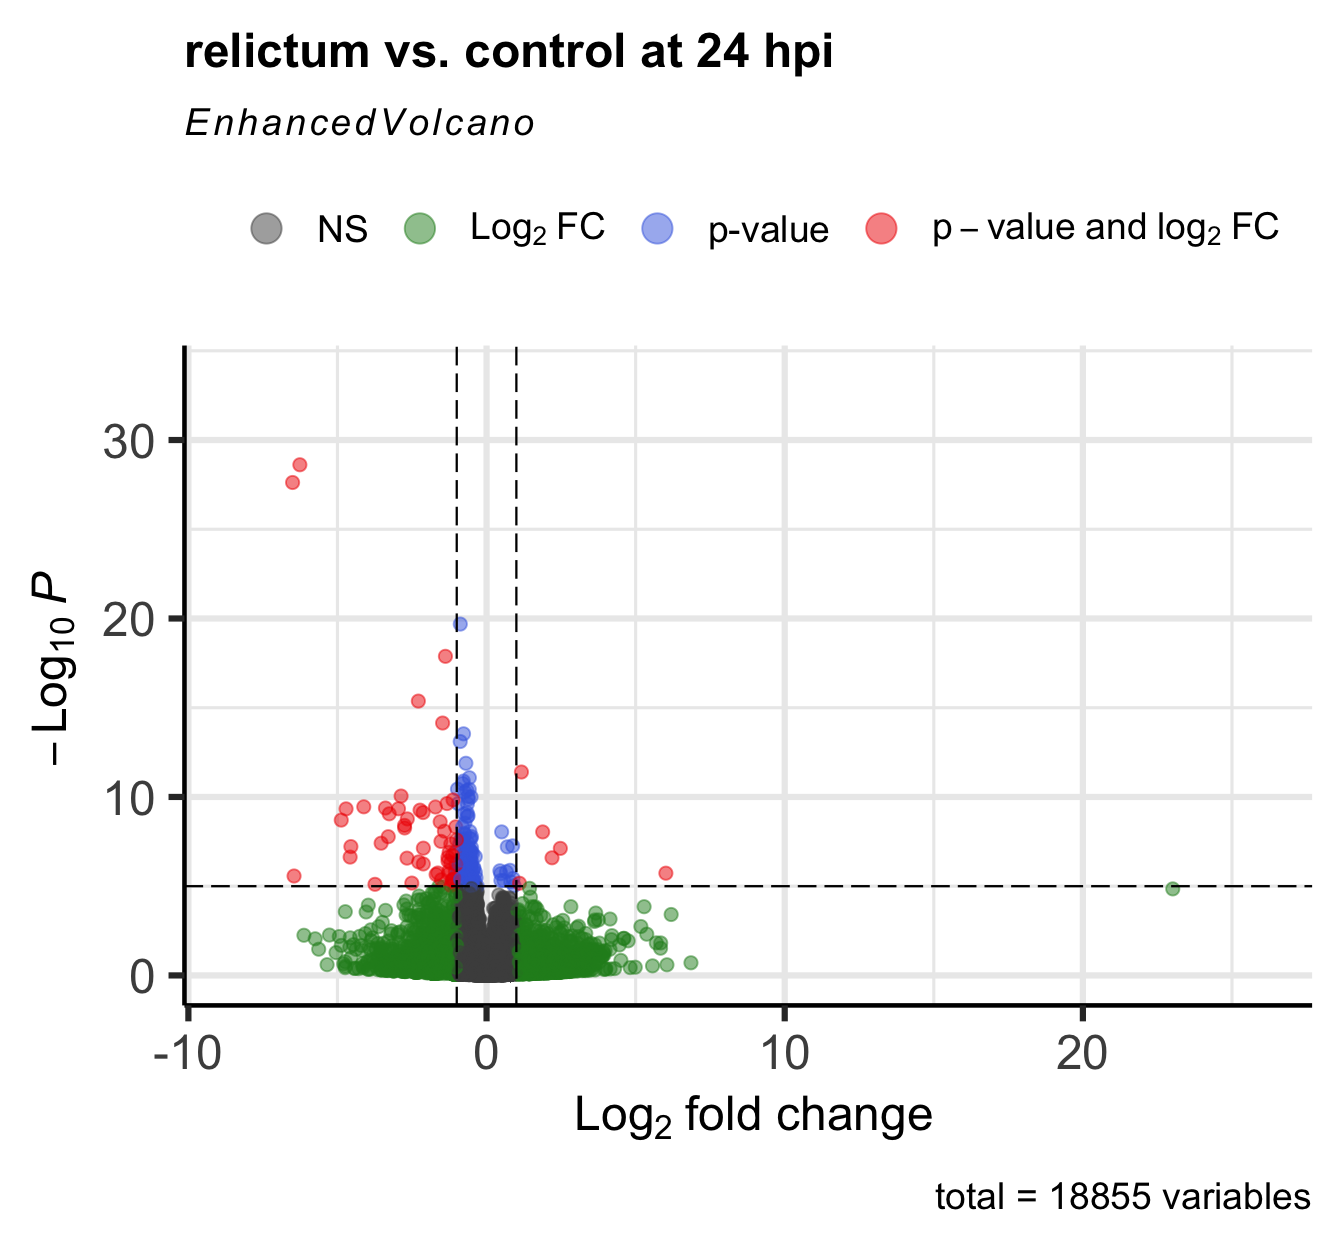 relictum vs. control at 24 hpi
EnhancedVolcano
NS Log₂ FC p-value p – value and log₂ FC
30
20
10
0
−Log₁₀ P
-10 0 10 20
Log₂ fold change
total = 18855 variables